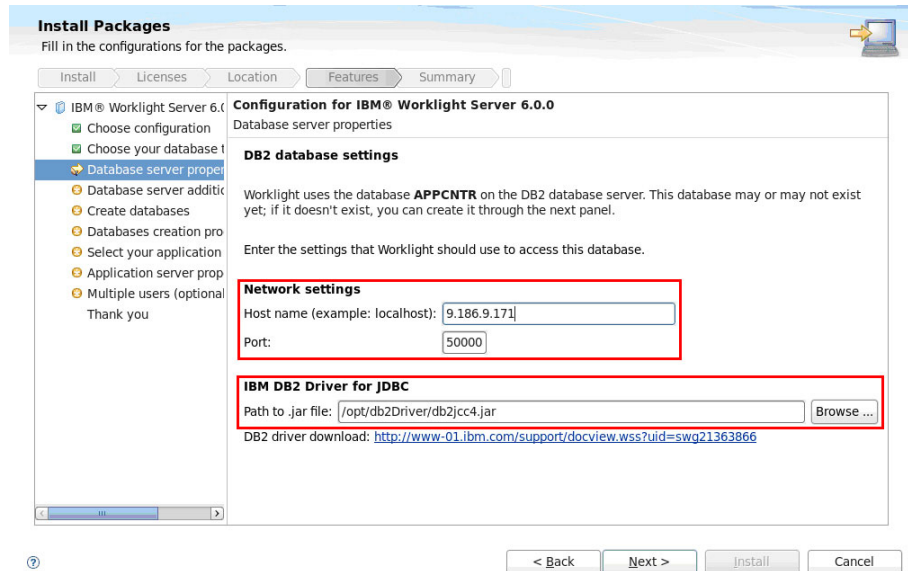 Install Packages
Fill in the configurations for the packages.
Install Licenses Location Features Summary
IBM® Worklight Server 6.(
Choose configuration
Choose your database t
Database server proper
Database server additic
Create databases
Databases creation pro
Select your application
Application server prop
Multiple users (optional
Thank you
Configuration for IBM® Worklight Server 6.0.0
Database server properties
DB2 database settings
Worklight uses the database APPCNTR on the DB2 database server. This database may or may not exist
yet; if it doesn't exist, you can create it through the next panel.
Enter the settings that Worklight should use to access this database.
Network settings
Host name (example: localhost): 9.186.9.171
Port: 50000
IBM DB2 Driver for JDBC
Path to .jar file: /opt/db2Driver/db2jcc4.jar Browse ...
DB2 driver download: http://www-01.ibm.com/support/docview.wss?uid=swg21363866
? < Back Next > Install Cancel